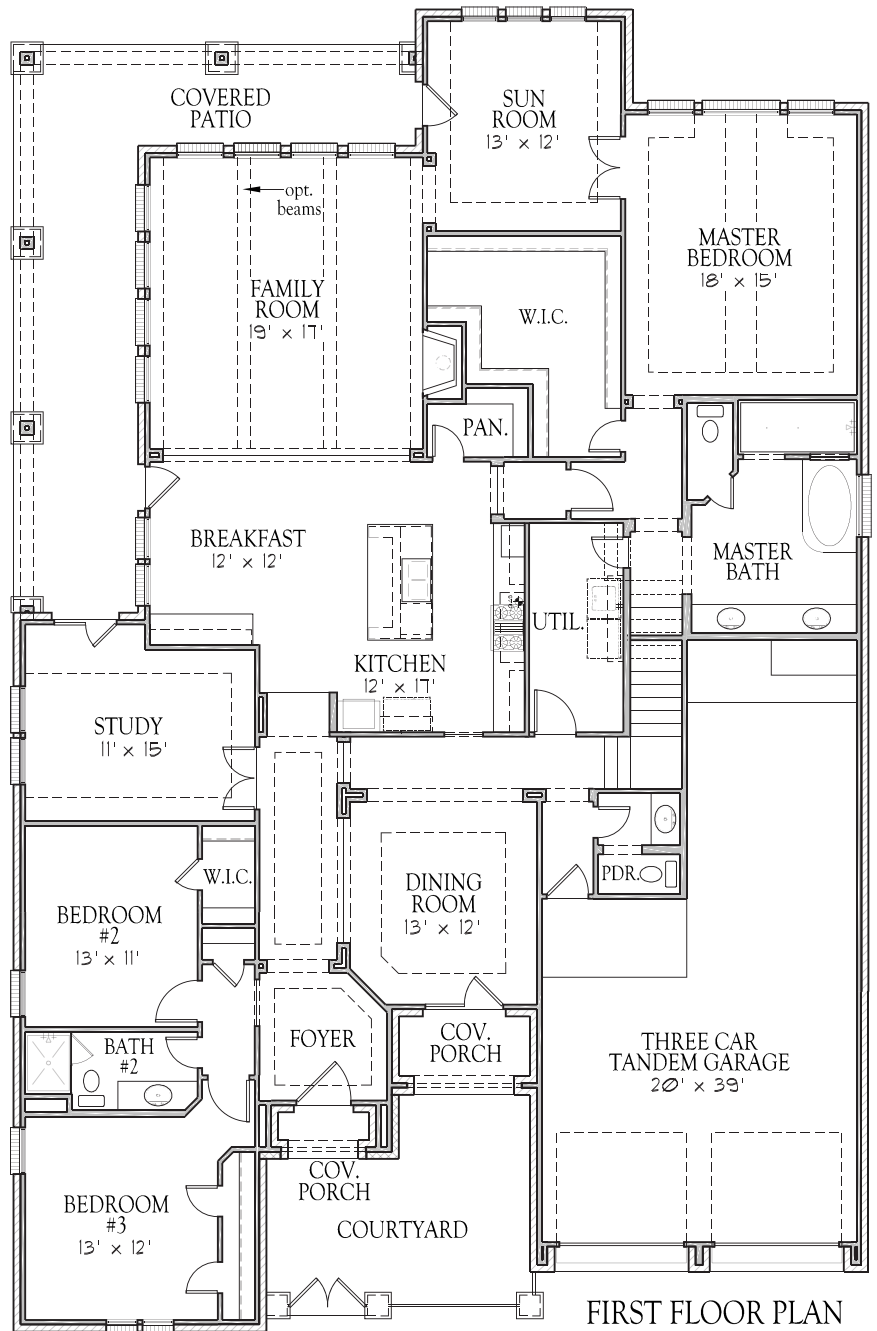 COVERED
PATIO
SUN
ROOM
13' x 12'
opt.
beams
FAMILY
ROOM
19' x 17'
MASTER
BEDROOM
18' x 15'
W.I.C.
PAN.
BREAKFAST
12' x 12'
MASTER
BATH
UTIL.
KITCHEN
12' x 17'
STUDY
11' x 15'
W.I.C.
PDR.
DINING
ROOM
13' x 12'
BEDROOM
#2
13' x 11'
FOYER
COV.
PORCH
BATH
#2
THREE CAR
TANDEM GARAGE
20' x 39'
COV.
PORCH
BEDROOM
#3
13' x 12'
COURTYARD
FIRST FLOOR PLAN